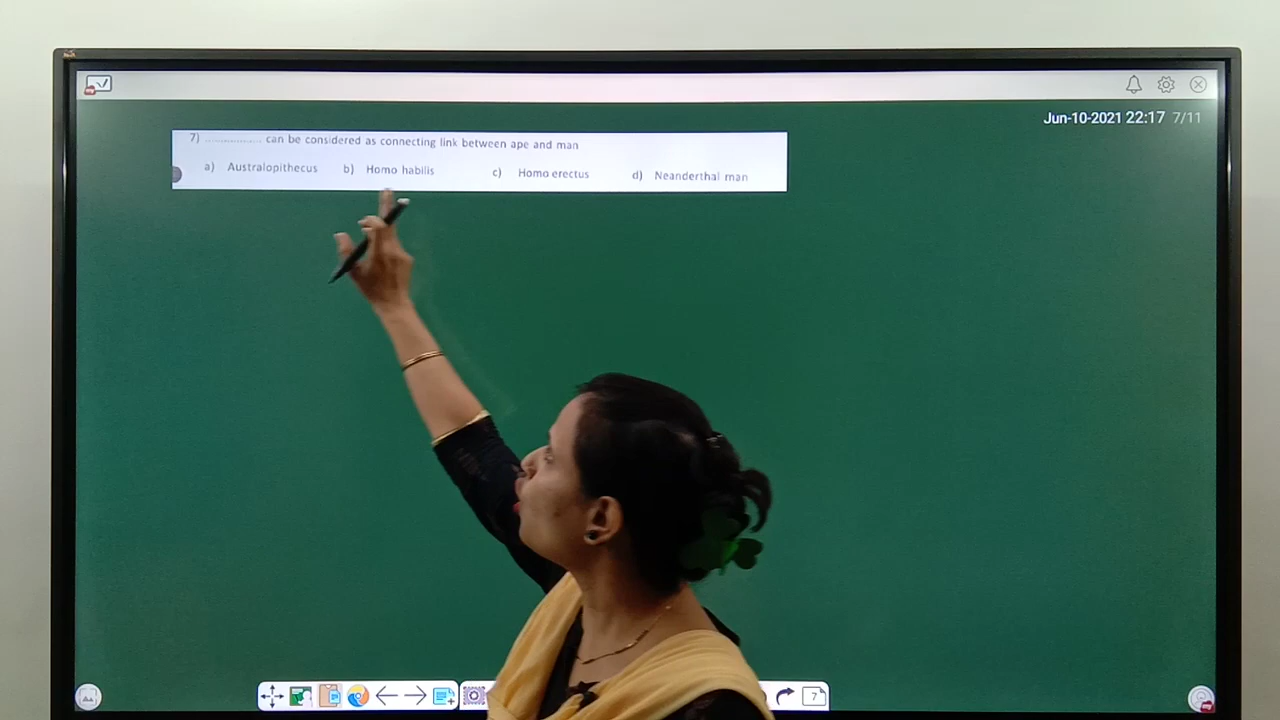 Jun-10-2021 22:17 7/11
7) ................ can be considered as connecting link between ape and man
a) Australopithecus b) Homo habilis c) Homo erectus d) Neanderthal man
7